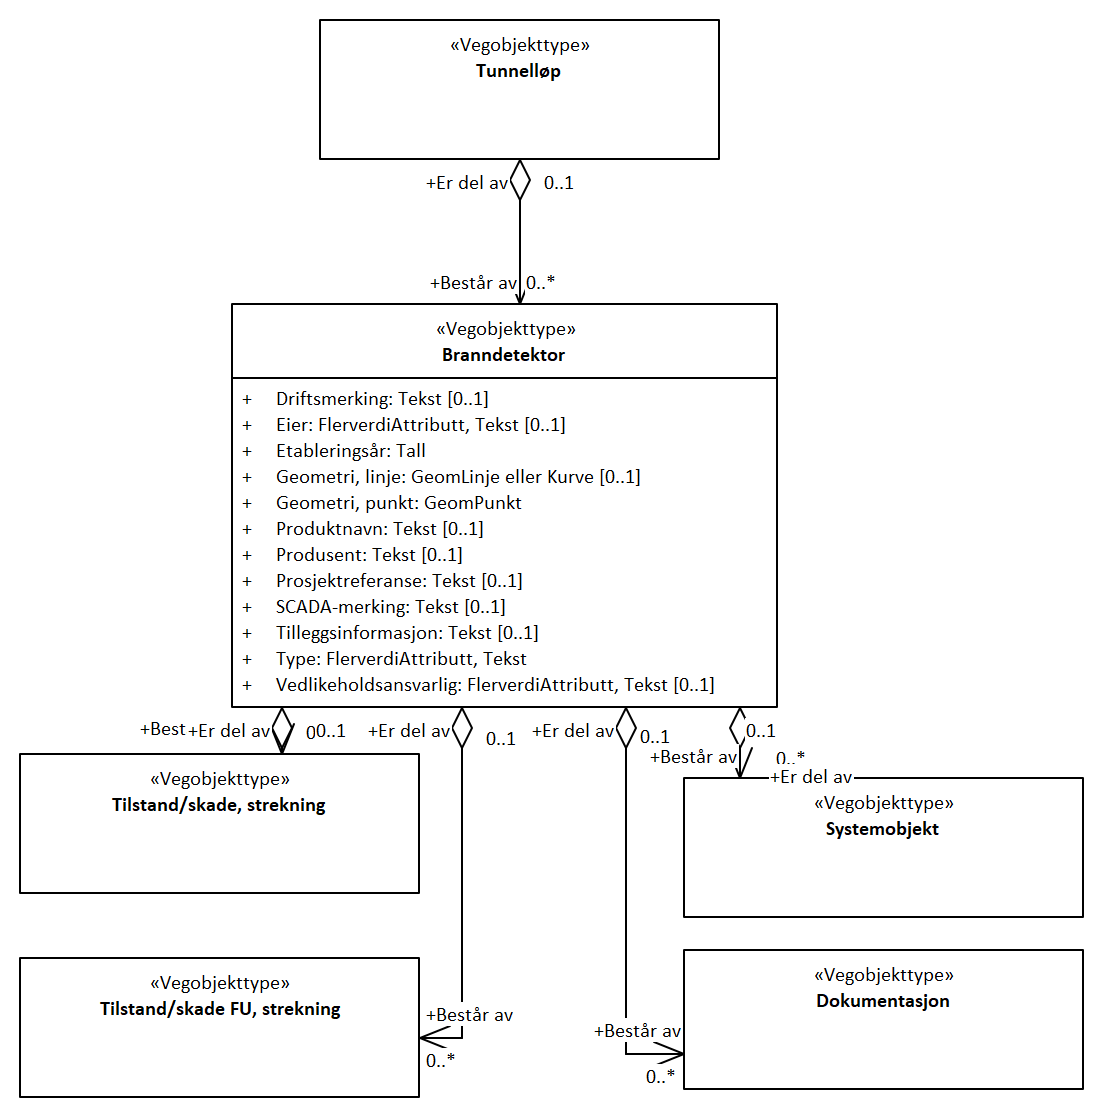 «Vegobjekttype»
Tunnelløp
+Er del av 0..1
+Består av 0..*
«Vegobjekttype»
Branndetektor
+ Driftsmerking: Tekst [0..1]
+ Eier: FlerverdiAttributt, Tekst [0..1]
+ Etableringsår: Tall
+ Geometri, linje: GeomLinje eller Kurve [0..1]
+ Geometri, punkt: GeomPunkt
+ Produktnavn: Tekst [0..1]
+ Produsent: Tekst [0..1]
+ Prosjektreferanse: Tekst [0..1]
+ SCADA-merking: Tekst [0..1]
+ Tilleggsinformasjon: Tekst [0..1]
+ Type: FlerverdiAttributt, Tekst
+ Vedlikeholdsansvarlig: FlerverdiAttributt, Tekst [0..1]
+Best +Er del av 0 0..1
+Er del av 0..1
+Er del av 0..1
0..1
+Består av 0..*
+Er del av
«Vegobjekttype»
Tilstand/skade, strekning
«Vegobjekttype»
Systemobjekt
«Vegobjekttype»
Tilstand/skade FU, strekning
+Består av
0..*
«Vegobjekttype»
Dokumentasjon
+Består av
0..*